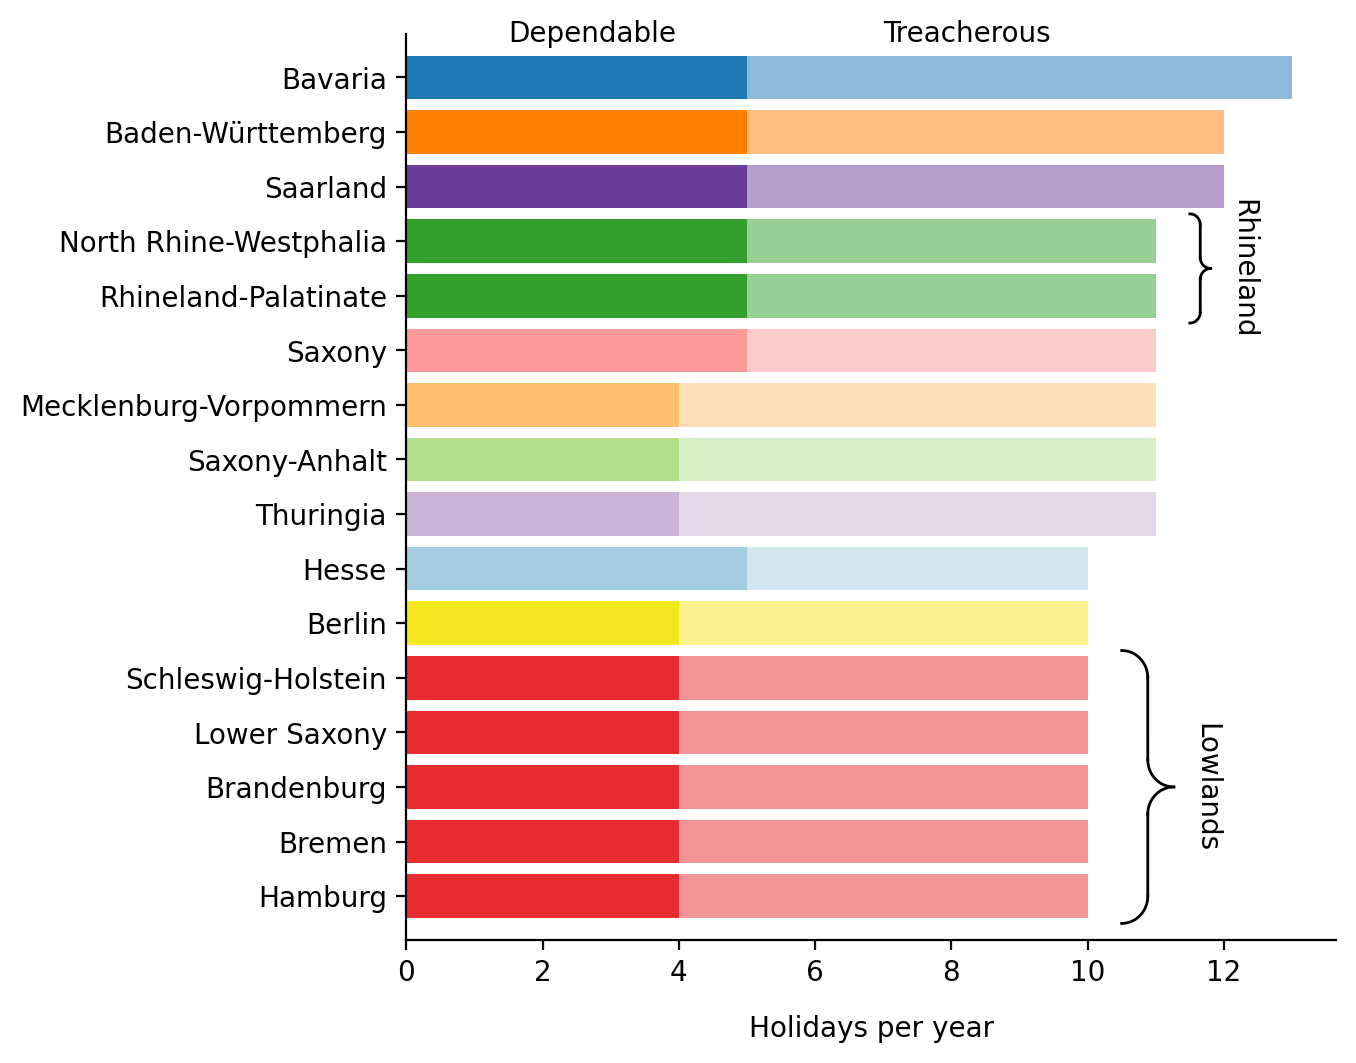 Dependable Treacherous
Bavaria
Baden-Württemberg
Saarland
North Rhine-Westphalia
Rhineland-Palatinate
Rhineland
Saxony
Mecklenburg-Vorpommern
Saxony-Anhalt
Thuringia
Hesse
Berlin
Schleswig-Holstein
Lower Saxony
Lowlands
Brandenburg
Bremen
Hamburg
0 2 4 6 8 10 12
Holidays per year